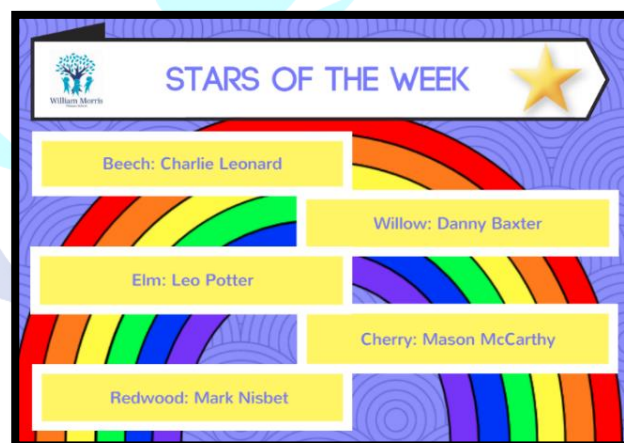 STARS OF THE WEEK
William Morris
Beech: Charlie Leonard
Willow: Danny Baxter
Elm: Leo Potter
Cherry: Mason McCarthy
Redwood: Mark Nisbet